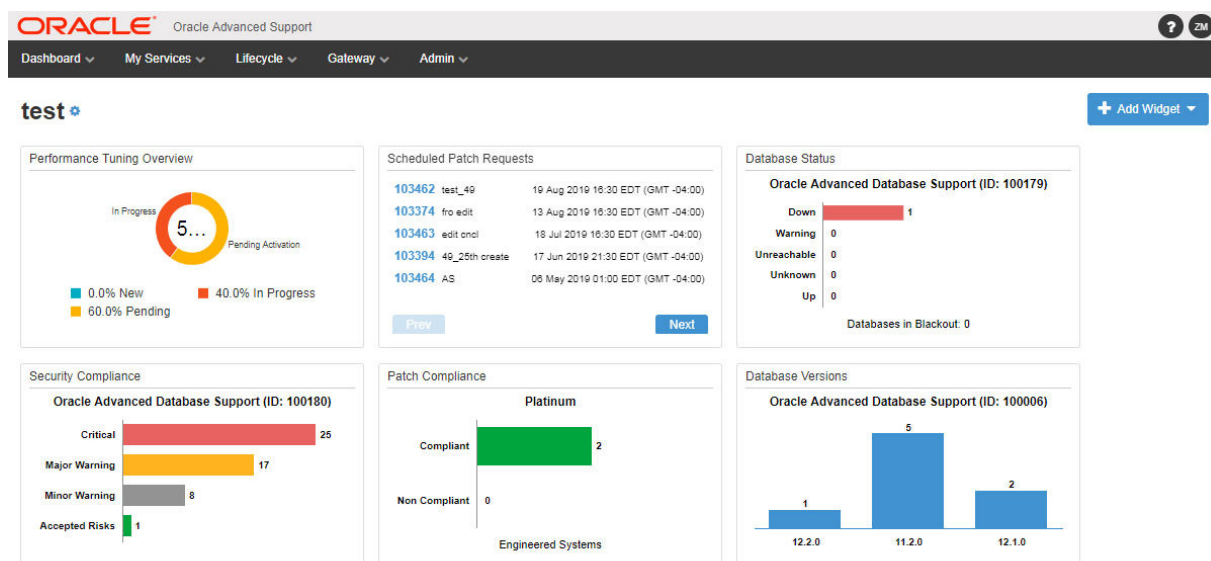 ORACLE Oracle Advanced Support
? ZM
Dashboard My Services Lifecycle Gateway Admin
test
+ Add Widget
Performance Tuning Overview
In Progress
5...
Pending Activation
0.0% New 40.0% In Progress
60.0% Pending
Scheduled Patch Requests
103462 test_49 19 Aug 2019 16:30 EDT (GMT -04:00)
103374 fro edit 13 Aug 2019 16:30 EDT (GMT -04:00)
103463 edit cncl 18 Jul 2019 16:30 EDT (GMT -04:00)
103394 49_25th create 17 Jun 2019 21:30 EDT (GMT -04:00)
103464 AS 06 May 2019 01:00 EDT (GMT -04:00)
Prev Next
Database Status
Oracle Advanced Database Support (ID: 100179)
Down 1
Warning 0
Unreachable 0
Unknown 0
Up 0
Databases in Blackout: 0
Security Compliance
Oracle Advanced Database Support (ID: 100180)
Critical 25
Major Warning 17
Minor Warning 8
Accepted Risks 1
Patch Compliance
Platinum
Compliant 2
Non Compliant 0
Engineered Systems
Database Versions
Oracle Advanced Database Support (ID: 100006)
1 5 2
12.2.0 11.2.0 12.1.0